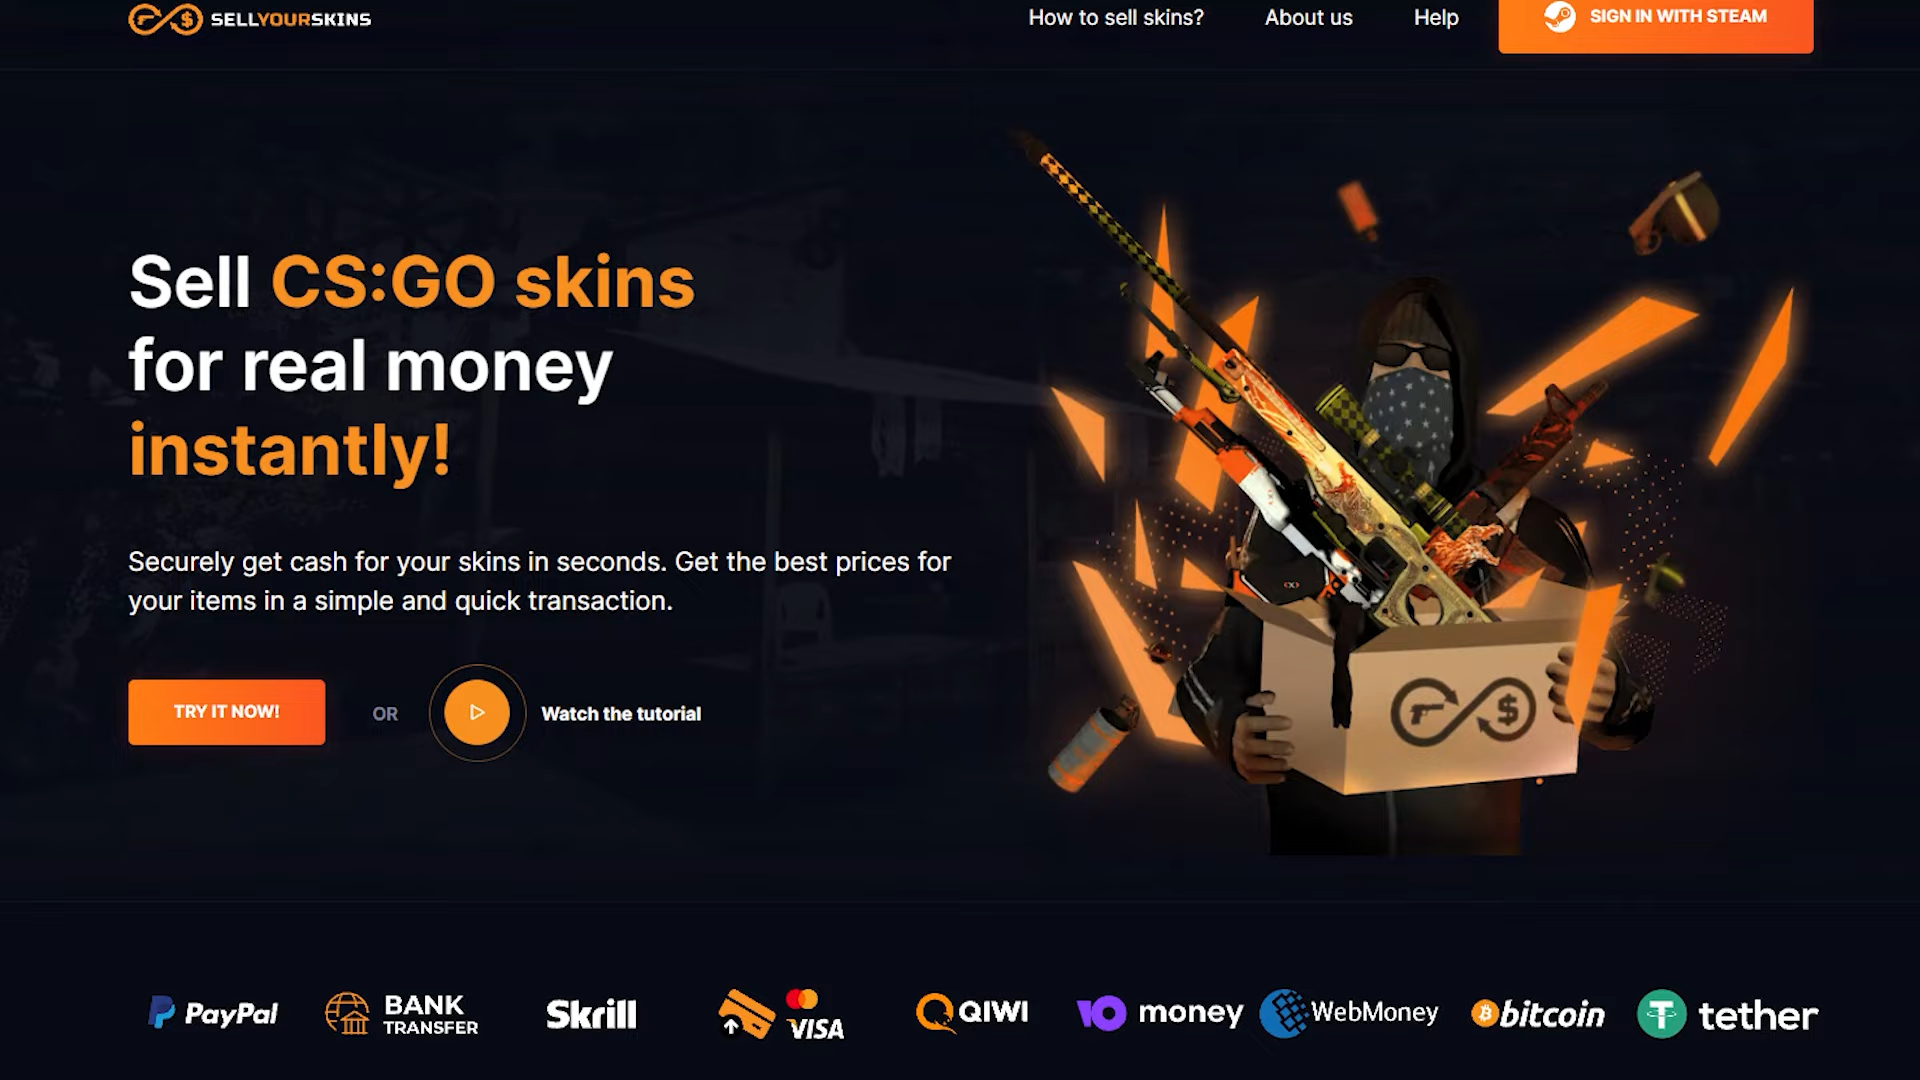 SELLYOURSKINS
How to sell skins?
About us
Help
SIGN IN WITH STEAM
Sell CS:GO skins
for real money
instantly!
Securely get cash for your skins in seconds. Get the best prices for
your items in a simple and quick transaction.
TRY IT NOW!
OR
Watch the tutorial
$
PayPal
BANK
TRANSFER
Skrill
VISA
QIWI
money
WebMoney
bitcoin
tether